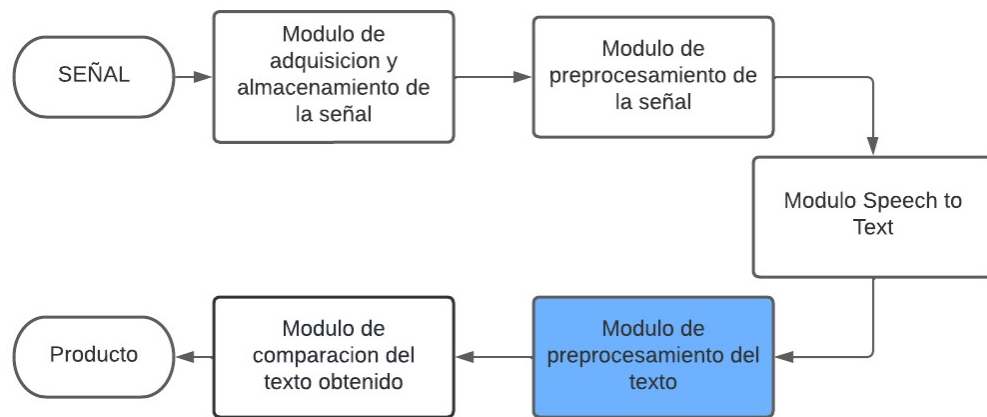 SEÑAL
Modulo de
adquisicion y
almacenamiento de
la señal
Modulo de
preprocesamiento de
la señal
Modulo Speech to
Text
Modulo de
preprocesamiento del
texto
Modulo de
comparacion del
texto obtenido
Producto